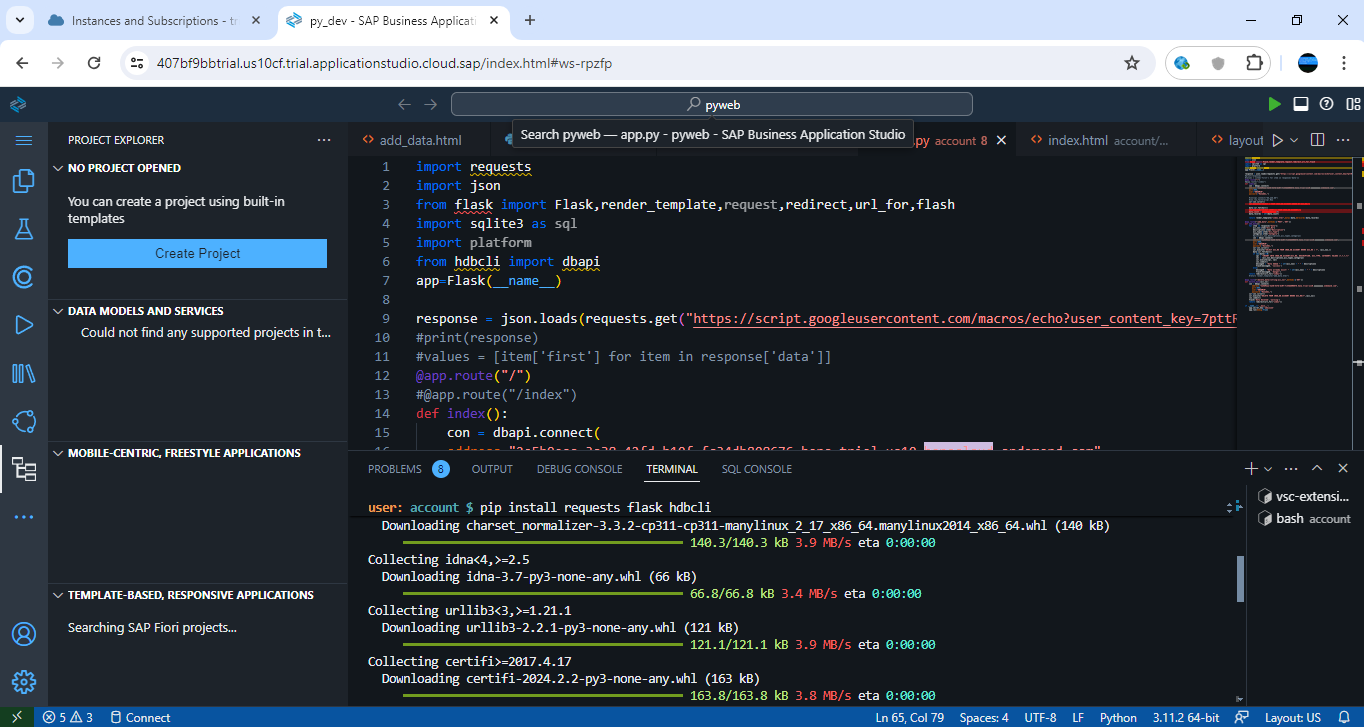 Instances and Subscriptions - tr
py_dev - SAP Business Applicati
407bf9bbtrial.us10cf.trial.applicationstudio.cloud.sap/index.html#ws-rpzfp
pyweb
Search pyweb — app.py - pyweb - SAP Business Application Studio
PROJECT EXPLORER
NO PROJECT OPENED
You can create a project using built-in
templates
Create Project
DATA MODELS AND SERVICES
Could not find any supported projects in t...
MOBILE-CENTRIC, FREESTYLE APPLICATIONS
TEMPLATE-BASED, RESPONSIVE APPLICATIONS
Searching SAP Fiori projects...
add_data.html
.py account 8
index.html account/...
layout
1 import requests
2 import json
3 from flask import Flask,render_template,request,redirect,url_for,flash
4 import sqlite3 as sql
5 import platform
6 from hdbcli import dbapi
7 app=Flask(__name__)
8
9 response = json.loads(requests.get("https://script.googleusercontent.com/macros/echo?user_content_key=7pttR
10 #print(response)
11 #values = [item['first'] for item in response['data']]
12 @app.route("/")
13 #@app.route("/index")
14 def index():
15 con = dbapi.connect(
PROBLEMS 8 OUTPUT DEBUG CONSOLE TERMINAL SQL CONSOLE
user: account $ pip install requests flask hdbcli
Downloading charset_normalizer-3.3.2-cp311-cp311-manylinux_2_17_x86_64.manylinux2014_x86_64.whl (140 kB)
140.3/140.3 kB 3.9 MB/s eta 0:00:00
Collecting idna<4,>=2.5
Downloading idna-3.7-py3-none-any.whl (66 kB)
66.8/66.8 kB 3.4 MB/s eta 0:00:00
Collecting urllib3<3,>=1.21.1
Downloading urllib3-2.2.1-py3-none-any.whl (121 kB)
121.1/121.1 kB 3.9 MB/s eta 0:00:00
Collecting certifi>=2017.4.17
Downloading certifi-2024.2.2-py3-none-any.whl (163 kB)
163.8/163.8 kB 3.8 MB/s eta 0:00:00
vsc-extensi...
bash account
5 3 Connect
Ln 65, Col 79 Spaces: 4 UTF-8 LF Python 3.11.2 64-bit Layout: US